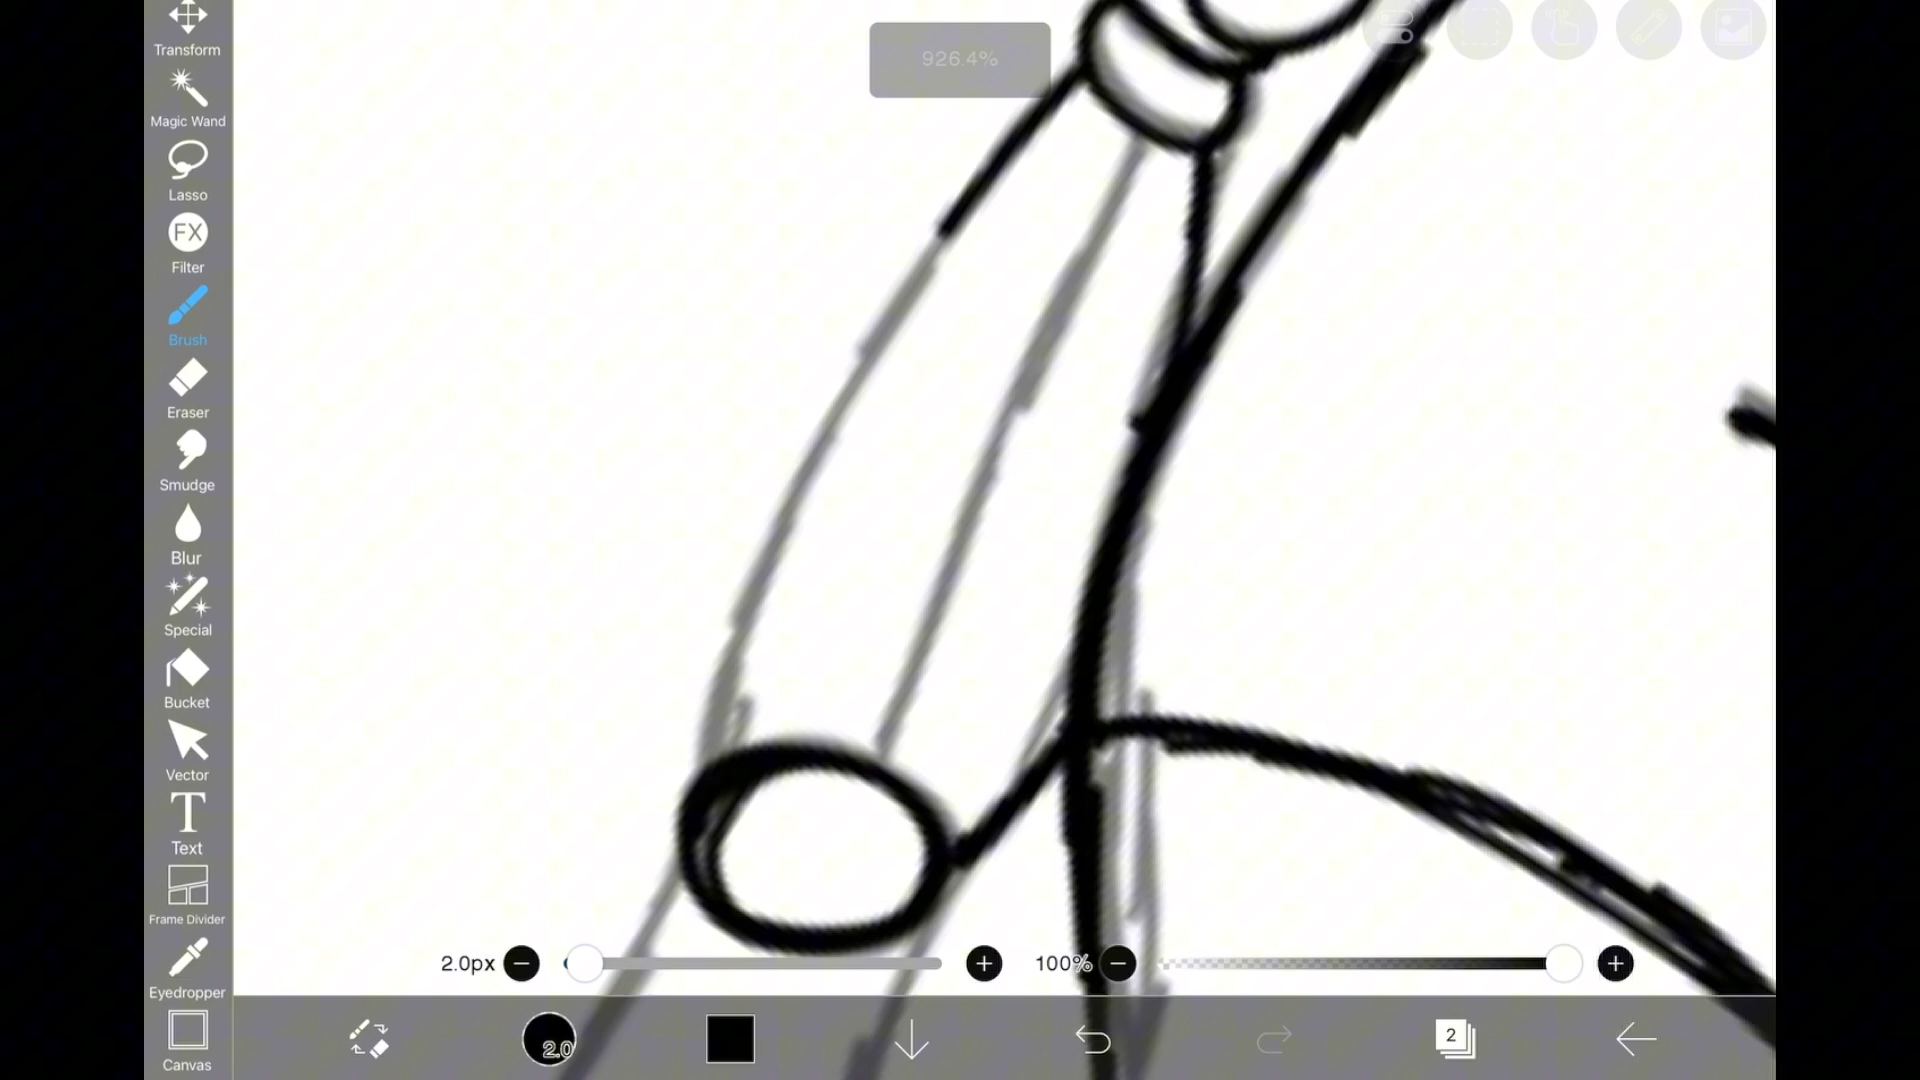 926.4%
Transform
Magic Wand
Lasso
FX
Filter
Brush
Eraser
Smudge
Blur
Special
Bucket
Vector
T
Text
Frame Divider
Eyedropper
Canvas
2.0px
100%
2.0
2